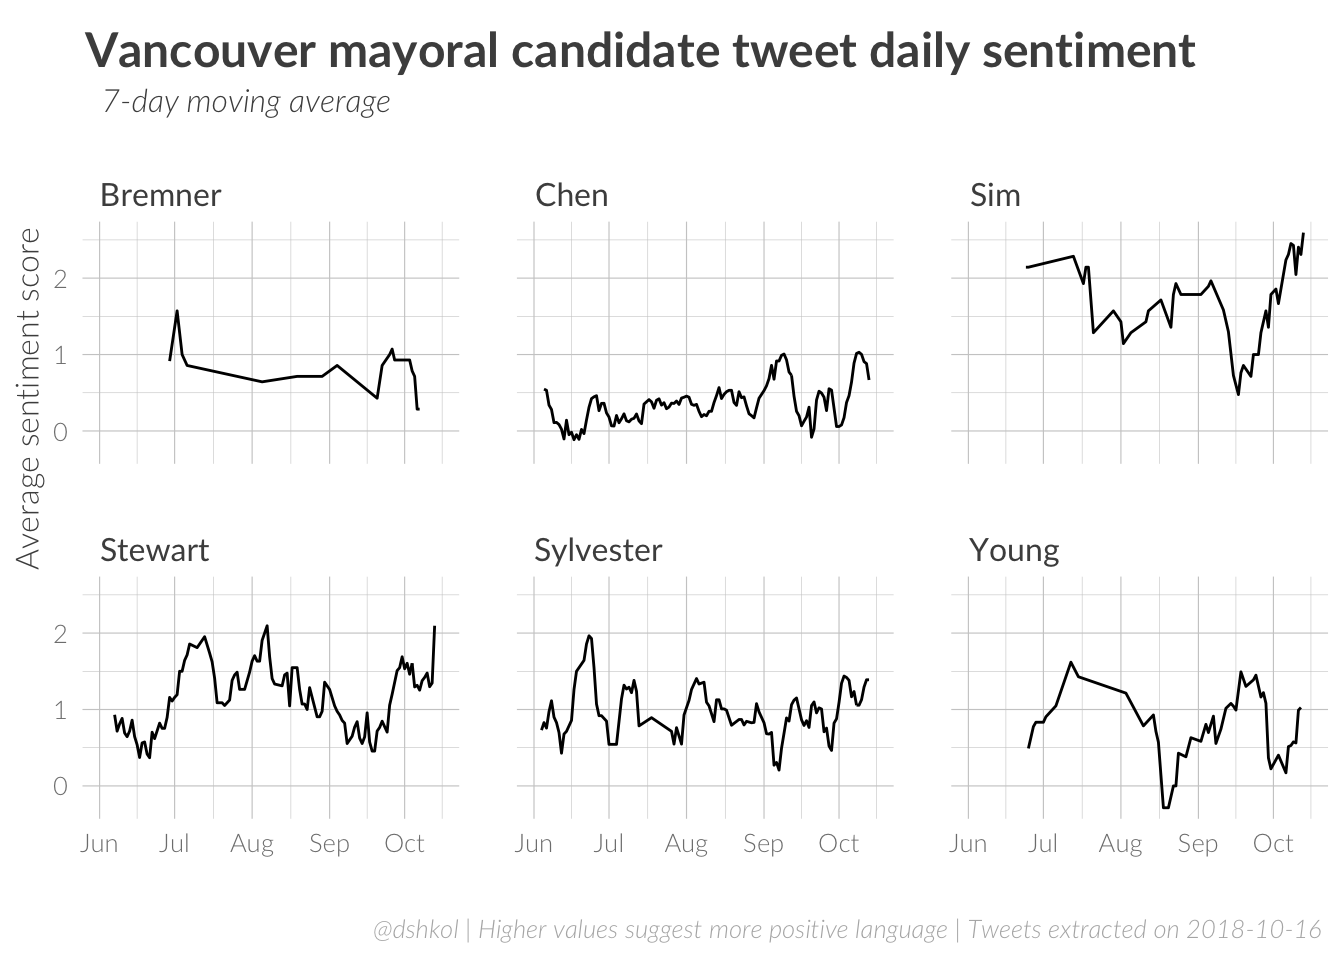 Vancouver mayoral candidate tweet daily sentiment
7-day moving average
Average sentiment score
Bremner
Chen
Sim
2
1
0
Stewart
Sylvester
Young
2
1
0
Jun Jul Aug Sep Oct
Jun Jul Aug Sep Oct
Jun Jul Aug Sep Oct
@dshkol | Higher values suggest more positive language | Tweets extracted on 2018-10-16